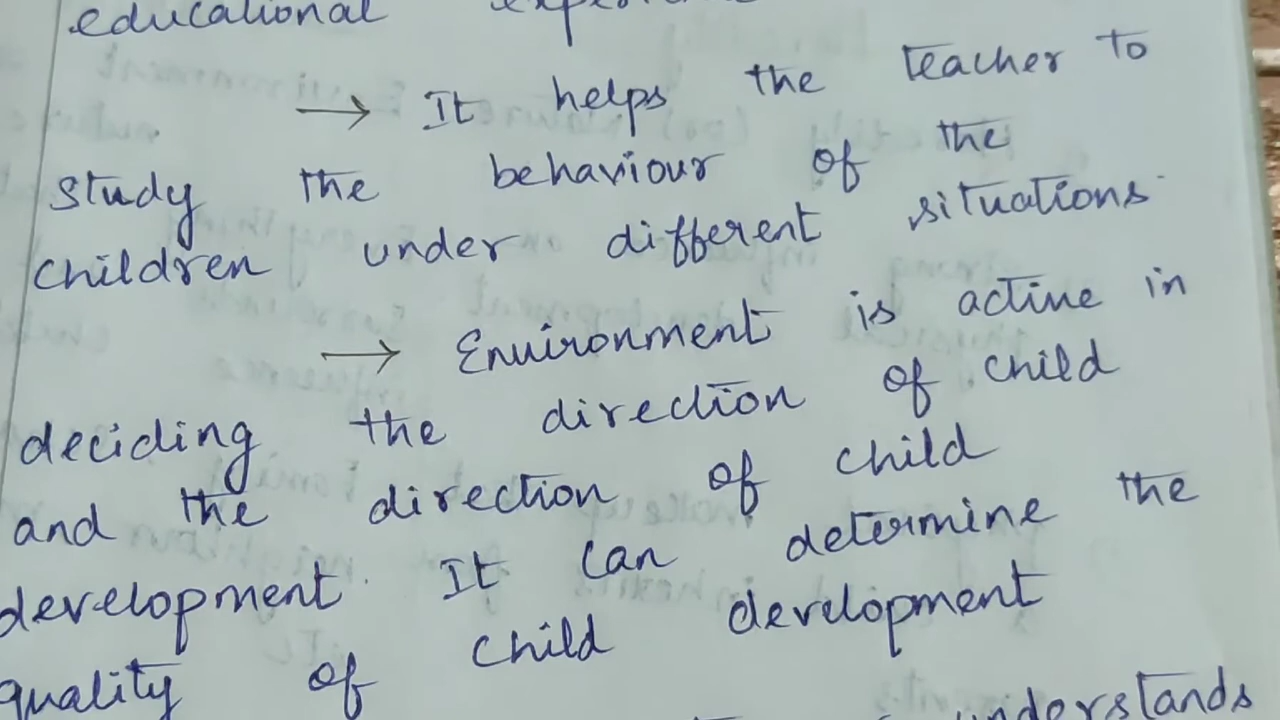 educational
→ It helps the teacher to
study the behaviour of the
children under different situations.
→ Environment is active in
deciding the direction of child
and the direction of child
development. It can determine the
quality of child development
understands